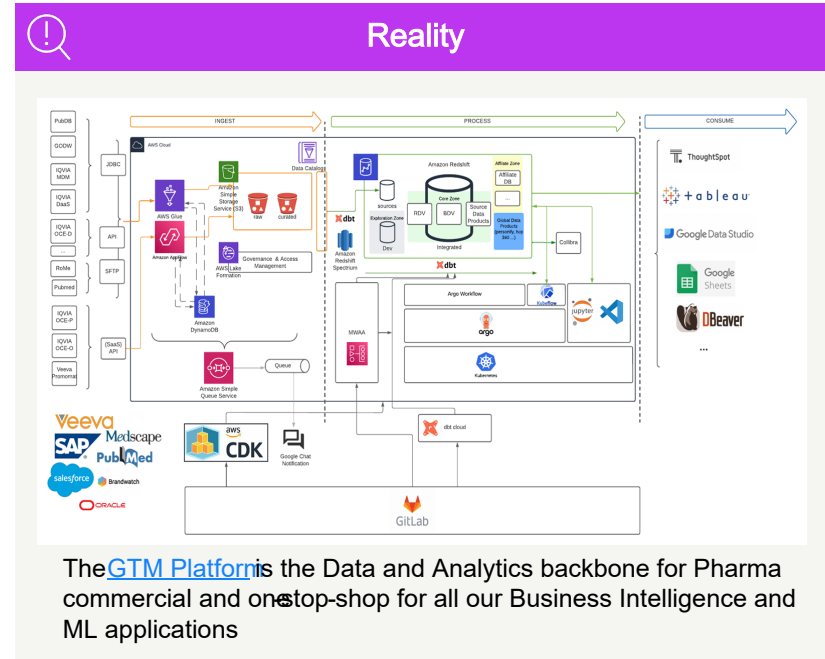 Reality
INGEST
PROCESS
CONSUME
PubDB
GODW
IQVIA
MDM
IQVIA
DaaS
IQVIA
OCE-D
...
RoMe
Pubmed
IQVIA
OCE-P
IQVIA
OCE-O
Veeva
Promomat
JDBC
API
SFTP
(SaaS)
API
AWS Cloud
Data Catalogs
AWS Glue
Amazon AppFlow
Amazon
Simple
Storage
Service (S3)
raw
curated
AWS Lake
Formation
Governance & Access
Management
Amazon
DynamoDB
Amazon Simple
Queue Service
Queue
Google Chat
Notification
dbt
Amazon
Redshift
Spectrum
sources
Exploration Zone
Dev
Amazon Redshift
Core Zone
RDV
BDV
Source
Data
Products
Integrated
Affiliate Zone
Affiliate
DB
...
Global Data
Products
(personify, top
360 ...)
Collibra
dbt
MWAA
Argo Workflow
Kubeflow
argo
jupyter
Kubernetes
ThoughtSpot
+ableau
Google Data Studio
Google
Sheets
DBeaver
...
Veeva
SAP
Medscape
PubMed
salesforce
Brandwatch
ORACLE
aws
CDK
dbt cloud
GitLab
The GTM Platform is the Data and Analytics backbone for Pharma
commercial and one-stop-shop for all our Business Intelligence and
ML applications